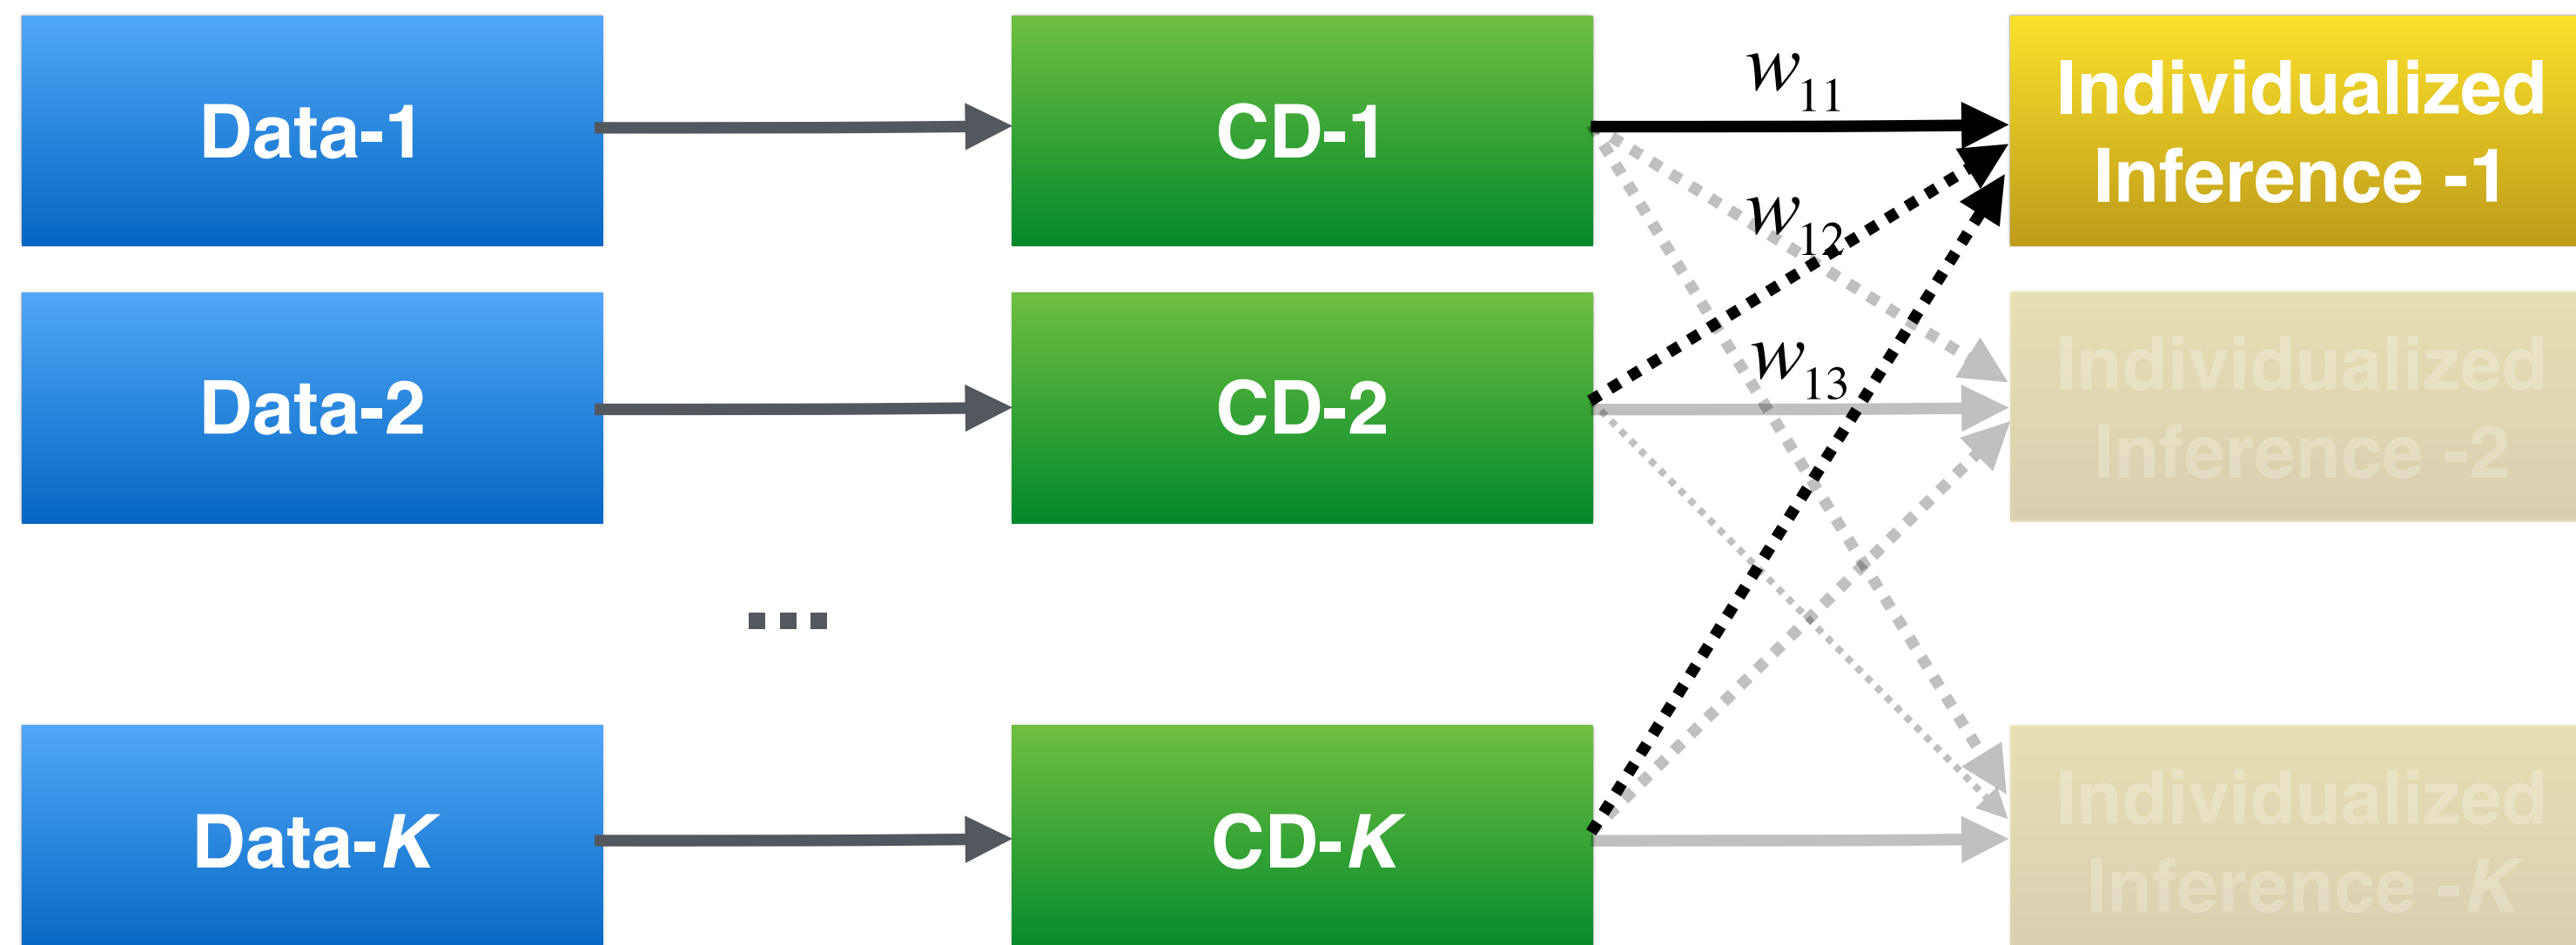 Data-1
CD-1
w11
Individualized
Inference -1
w12
Data-2
CD-2
w13
Individualized
Inference -2
...
Data-K
CD-K
Individualized
Inference -K